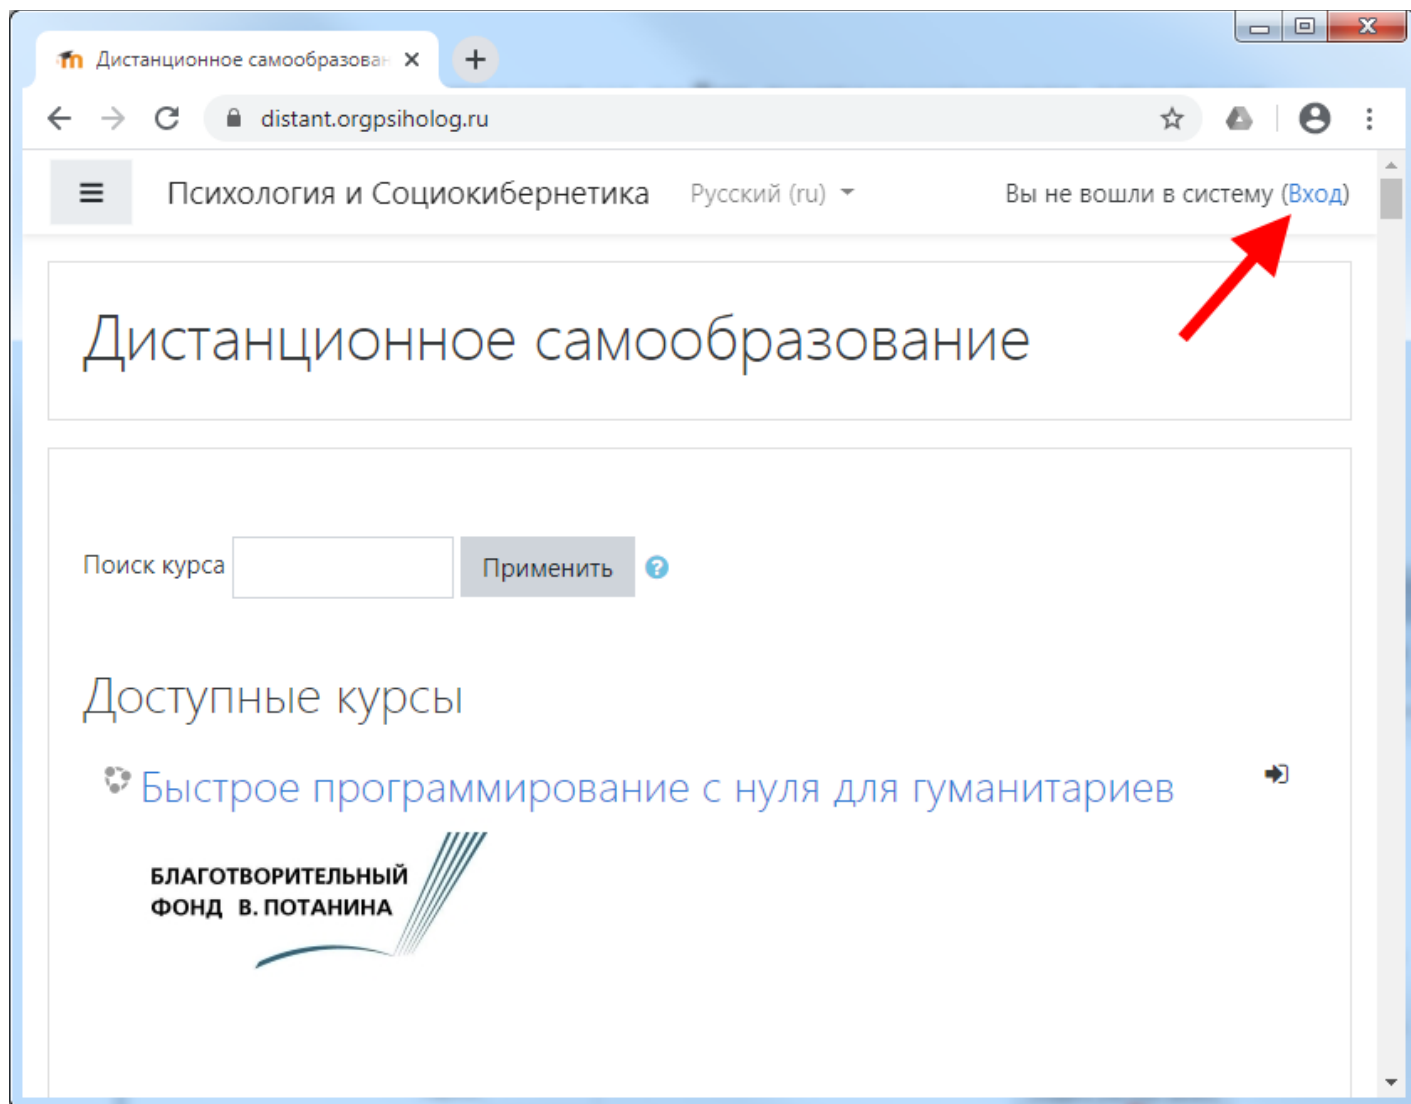 Дистанционное самообразован
distant.orgpsiholog.ru
Психология и Социокибернетика Русский (ru) Вы не вошли в систему (Вход)
Дистанционное самообразование
Поиск курса Применить
Доступные курсы
Быстрое программирование с нуля для гуманитариев
БЛАГОТВОРИТЕЛЬНЫЙ
ФОНД В. ПОТАНИНА